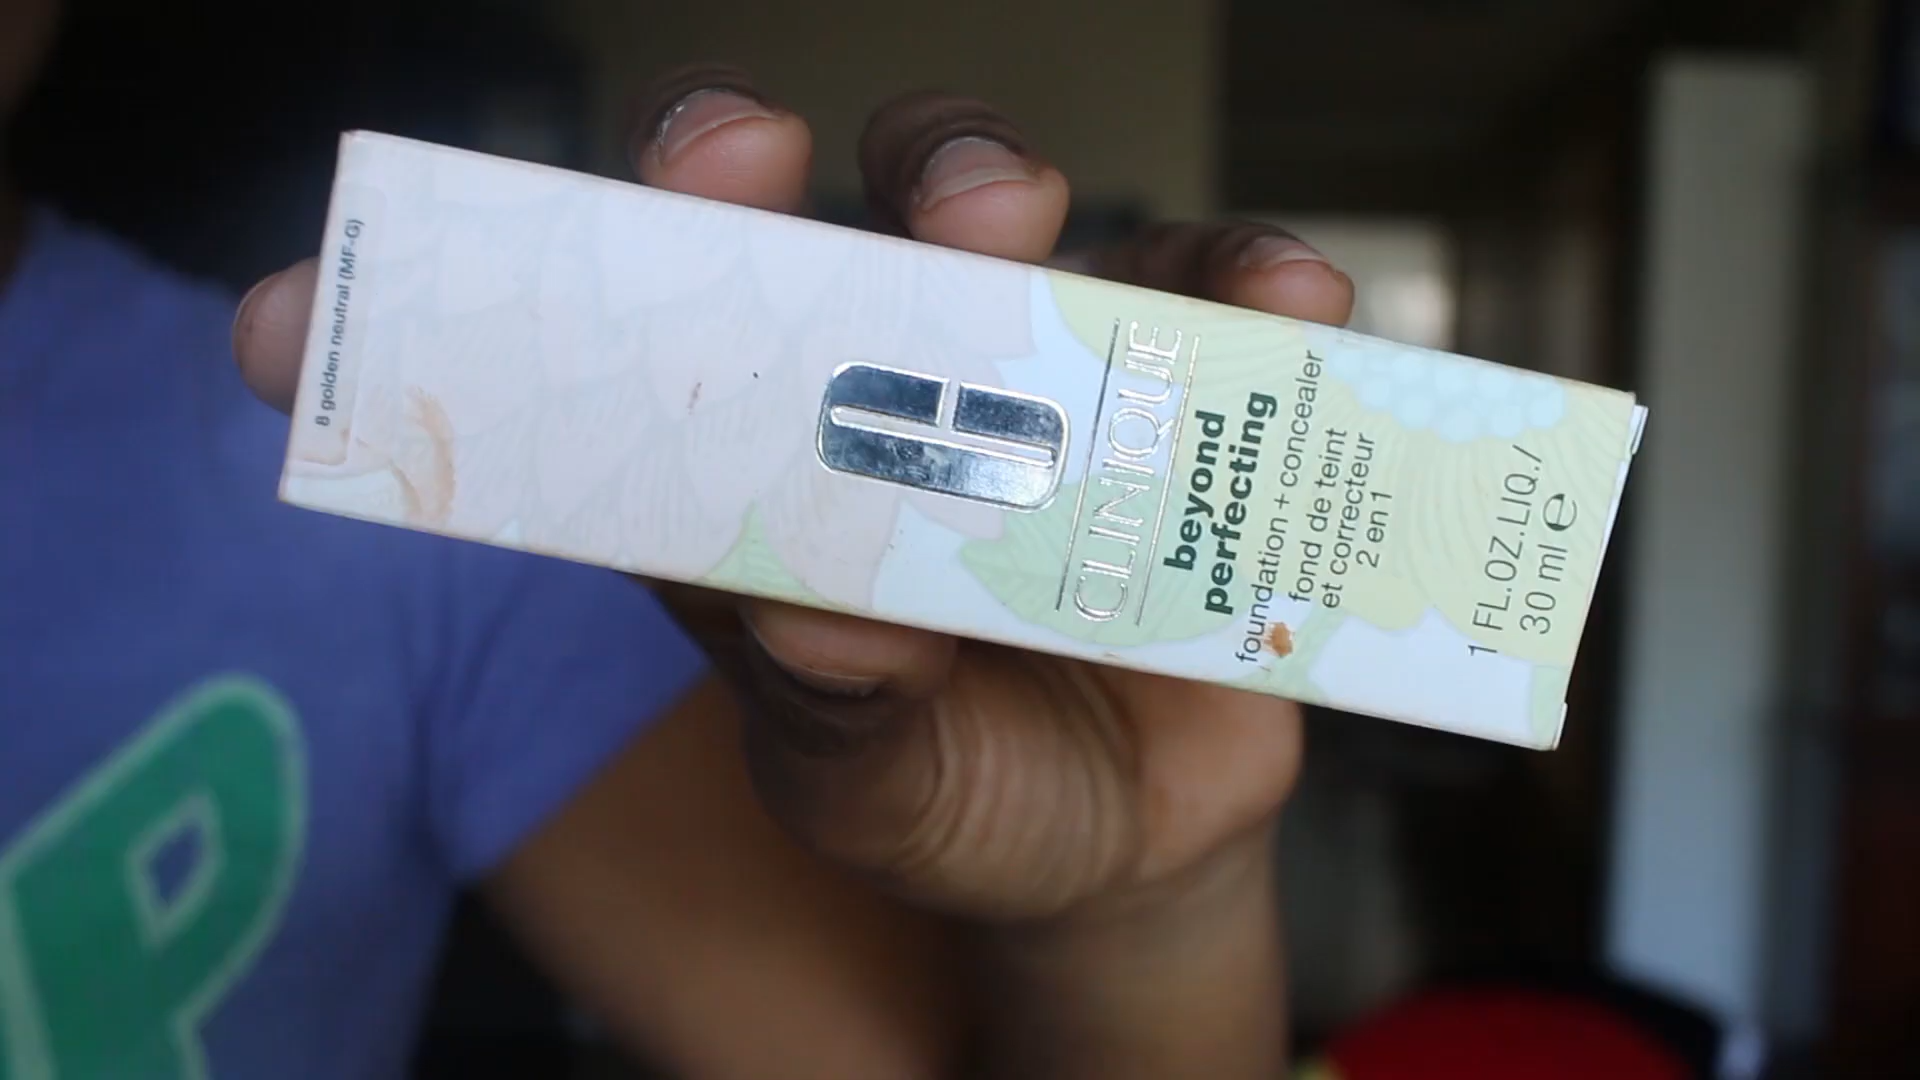 8 golden neutral (MF-G)
CLINIQUE
beyond
perfecting
foundation + concealer
fond de teint
et correcteur
2 en 1
1 FL.OZ.LIQ./
30 ml e
P